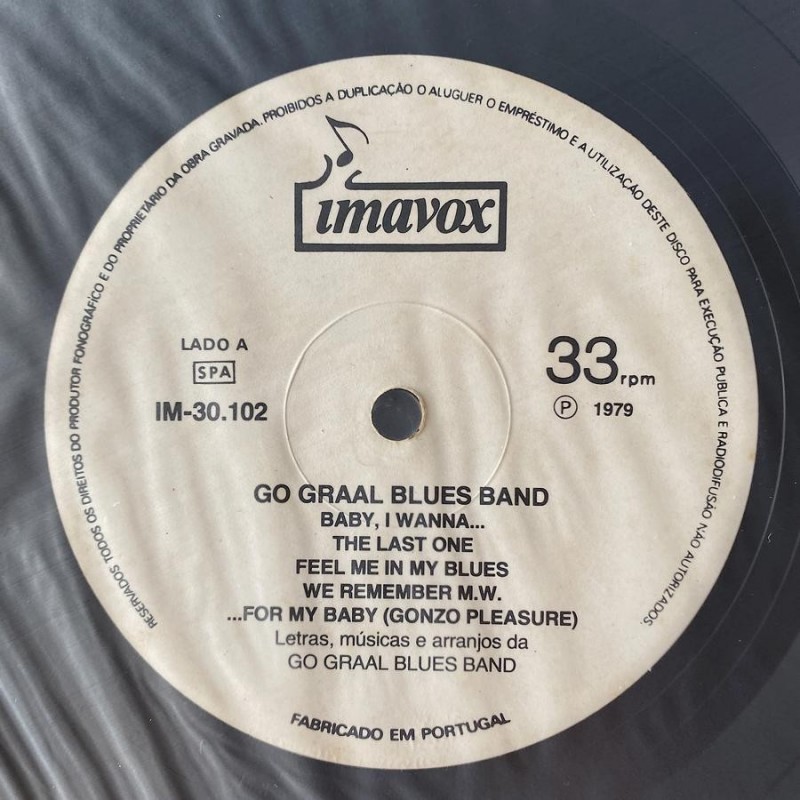 RESERVADOS TODOS OS DIREITOS DO PRODUTOR FONOGRÁFICO E DO PROPRIETÁRIO DA OBRA GRAVADA. PROIBIDOS A DUPLICAÇÃO O ALUGUER O EMPRÉSTIMO E A UTILIZAÇÃO DESTE DISCO PARA EXECUÇÃO PUBLICA E RADIODIFUSÃO NÃO AUTORIZADOS.
imavox
LADO A
SPA
IM-30.102
33 rpm
Ⓟ 1979
GO GRAAL BLUES BAND
BABY, I WANNA...
THE LAST ONE
FEEL ME IN MY BLUES
WE REMEMBER M.W.
...FOR MY BABY (GONZO PLEASURE)
Letras, músicas e arranjos da
GO GRAAL BLUES BAND
FABRICADO EM PORTUGAL